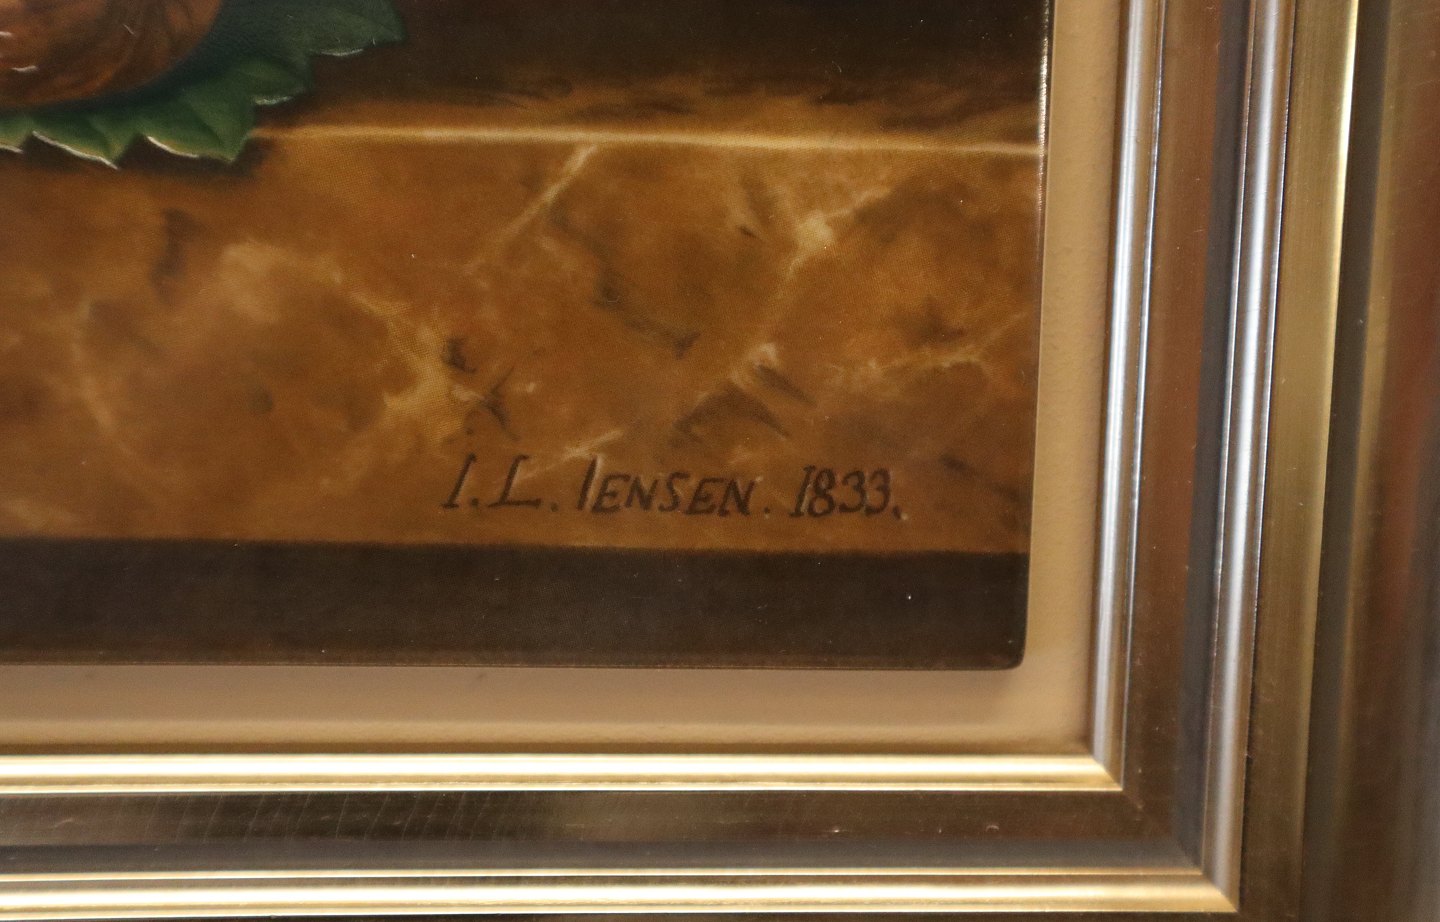 I. L. IENSEN. 1833.